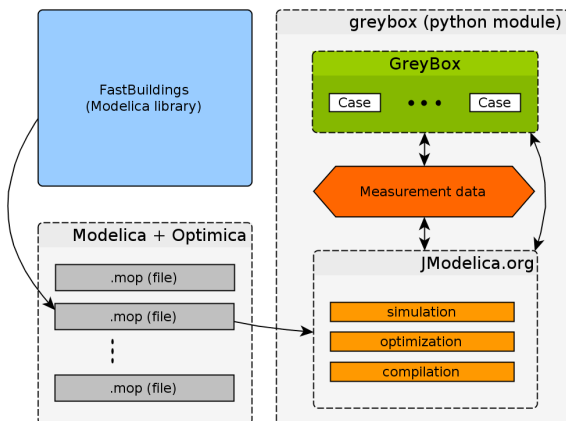 FastBuildings
(Modelica library)
Modelica + Optimica
.mop (file)
.mop (file)
.mop (file)
greybox (python module)
GreyBox
Case ••• Case
Measurement data
JModelica.org
simulation
optimization
compilation